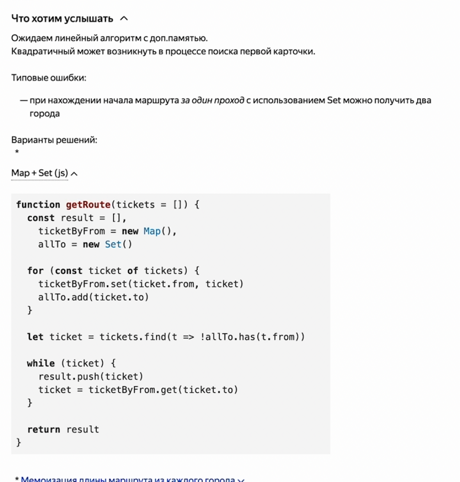 Что хотим услышать
Ожидаем линейный алгоритм с доп.памятью.
Квадратичный может возникнуть в процессе поиска первой карточки.
Типовые ошибки:
— при нахождении начала маршрута за один проход с использованием Set можно получить два
города
Варианты решений:
*
Map + Set (js)
function getRoute(tickets = []) {
  const result = [],
    ticketByFrom = new Map(),
    allTo = new Set()
  for (const ticket of tickets) {
    ticketByFrom.set(ticket.from, ticket)
    allTo.add(ticket.to)
  }
  let ticket = tickets.find(t => !allTo.has(t.from))
  while (ticket) {
    result.push(ticket)
    ticket = ticketByFrom.get(ticket.to)
  }
  return result
}
* Мемоизация длины маршрута из каждого города